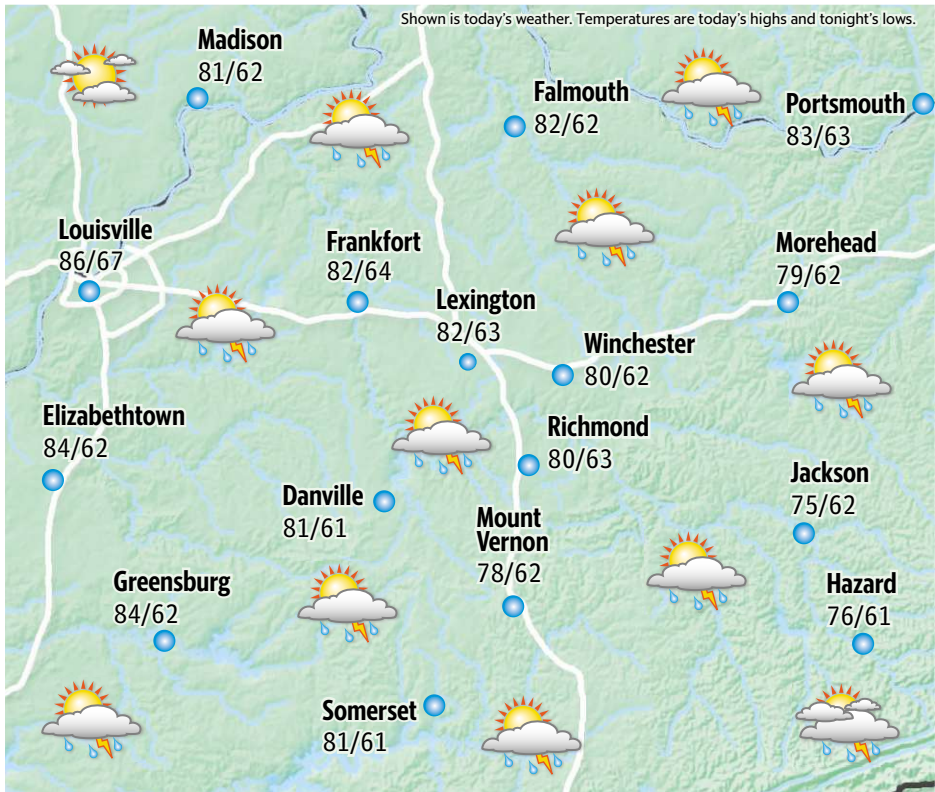 Shown is today's weather. Temperatures are today's highs and tonight's lows.
Madison
81/62
Falmouth
82/62
Portsmouth
83/63
Louisville
86/67
Frankfort
82/64
Morehead
79/62
Lexington
82/63
Winchester
80/62
Elizabethtown
84/62
Richmond
80/63
Jackson
75/62
Danville
81/61
Mount
Vernon
78/62
Greensburg
84/62
Hazard
76/61
Somerset
81/61